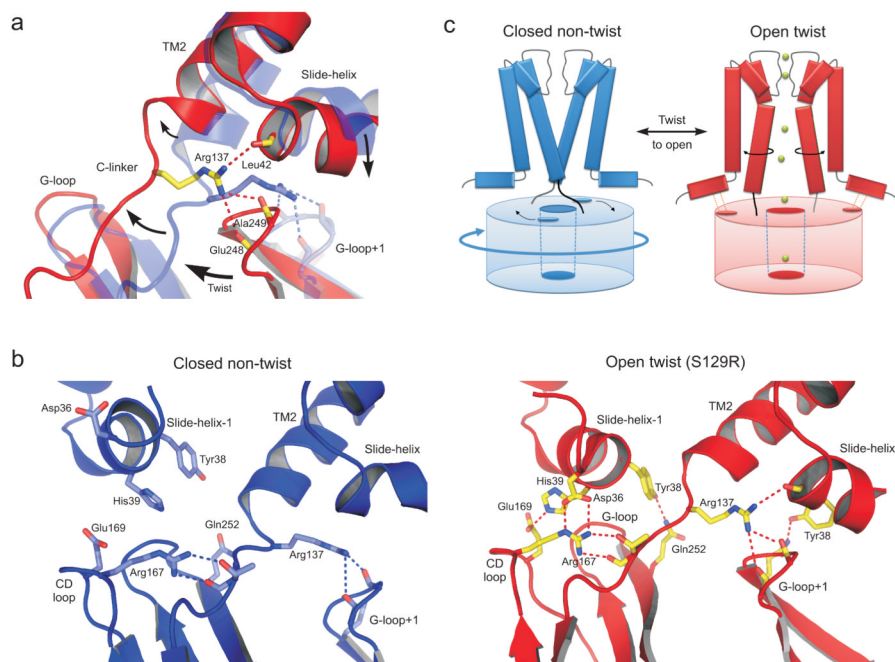 a
TM2
Slide-helix
Arg137
Leu42
C-linker
G-loop
Ala249
Glu248
G-loop+1
Twist
c
Closed non-twist
Open twist
Twist
to open
b
Closed non-twist
Asp36
Slide-helix-1
TM2
Tyr38
Slide-helix
His39
Glu169
Gln252
Arg137
Arg167
CD
loop
G-loop+1
Open twist (S129R)
TM2
Slide-helix-1
Slide-helix
His39
Tyr38
Asp36
Arg137
Glu169
G-loop
Tyr38
Arg167
Gln252
CD
loop
G-loop+1